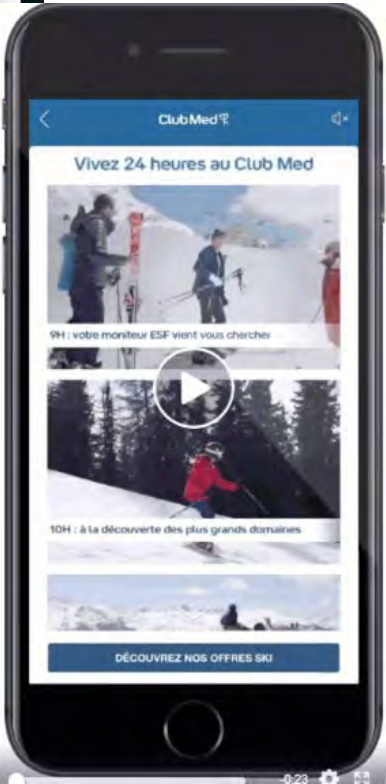 Club Med Ψ
Vivez 24 heures au Club Med
9H : votre moniteur ESF vient vous chercher
10H : à la découverte des plus grands domaines
DÉCOUVREZ NOS OFFRES SKI
-0:23